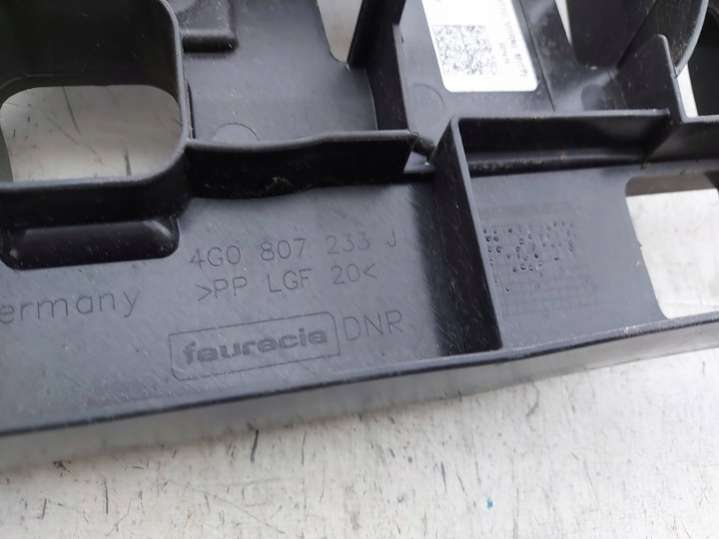 4G0 807 233 J
ermany >PP LGF 20<
faurecia DNR